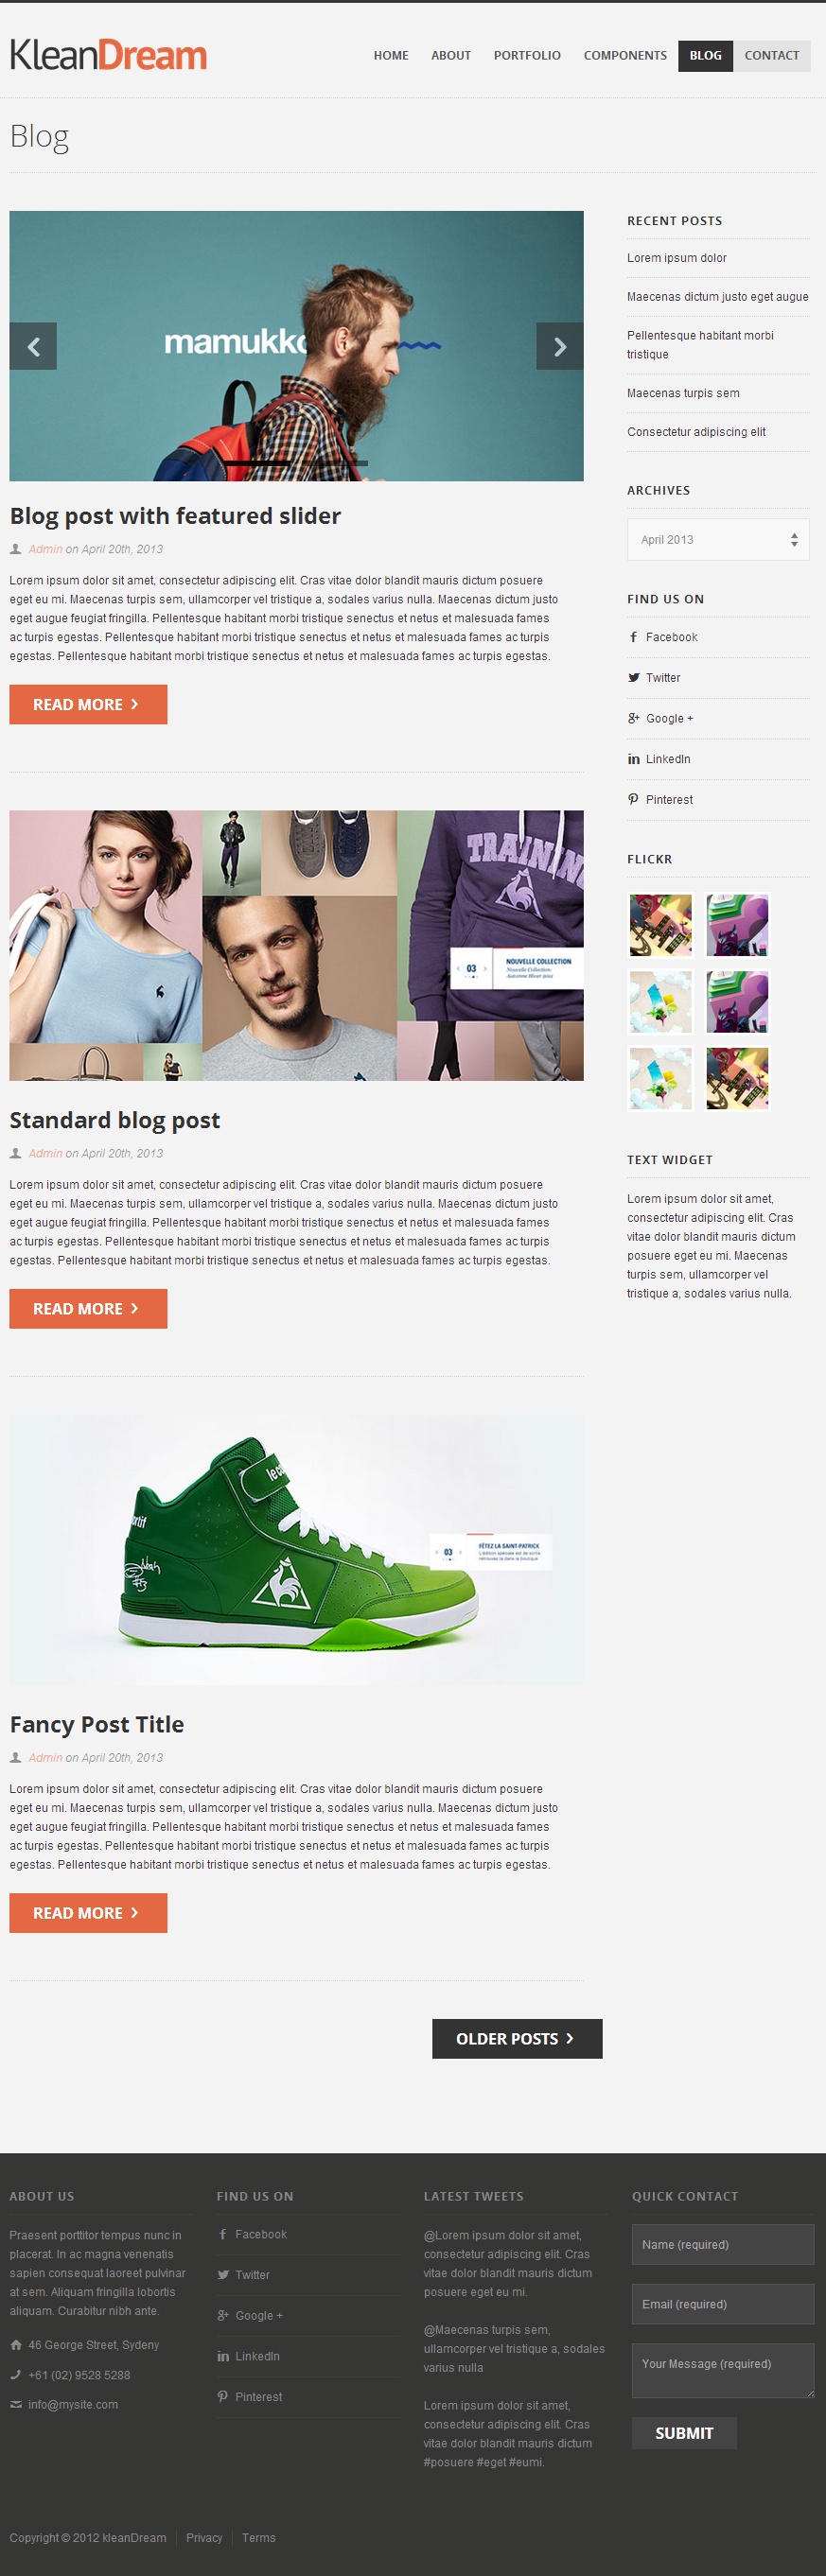 KleanDream
HOME ABOUT PORTFOLIO COMPONENTS BLOG CONTACT
Blog
mamukko
Blog post with featured slider
Admin on April 20th, 2013
Lorem ipsum dolor sit amet, consectetur adipiscing elit. Cras vitae dolor blandit mauris dictum posuere
eget eu mi. Maecenas turpis sem, ullamcorper vel tristique a, sodales varius nulla. Maecenas dictum justo
eget augue feugiat fringilla. Pellentesque habitant morbi tristique senectus et netus et malesuada fames
ac turpis egestas. Pellentesque habitant morbi tristique senectus et netus et malesuada fames ac turpis
egestas. Pellentesque habitant morbi tristique senectus et netus et malesuada fames ac turpis egestas.
READ MORE
TRAINING
03
NOUVELLE COLLECTION
Nouvelle Collection:
Automne Hiver 2012
Standard blog post
Admin on April 20th, 2013
Lorem ipsum dolor sit amet, consectetur adipiscing elit. Cras vitae dolor blandit mauris dictum posuere
eget eu mi. Maecenas turpis sem, ullamcorper vel tristique a, sodales varius nulla. Maecenas dictum justo
eget augue feugiat fringilla. Pellentesque habitant morbi tristique senectus et netus et malesuada fames
ac turpis egestas. Pellentesque habitant morbi tristique senectus et netus et malesuada fames ac turpis
egestas. Pellentesque habitant morbi tristique senectus et netus et malesuada fames ac turpis egestas.
READ MORE
le co
ortif
03
FÊTEZ LA SAINT-PATRICK
L'édition spéciale est de sortie,
retrouvez le dans la boutique
Fancy Post Title
Admin on April 20th, 2013
Lorem ipsum dolor sit amet, consectetur adipiscing elit. Cras vitae dolor blandit mauris dictum posuere
eget eu mi. Maecenas turpis sem, ullamcorper vel tristique a, sodales varius nulla. Maecenas dictum justo
eget augue feugiat fringilla. Pellentesque habitant morbi tristique senectus et netus et malesuada fames
ac turpis egestas. Pellentesque habitant morbi tristique senectus et netus et malesuada fames ac turpis
egestas. Pellentesque habitant morbi tristique senectus et netus et malesuada fames ac turpis egestas.
READ MORE
OLDER POSTS
RECENT POSTS
Lorem ipsum dolor
Maecenas dictum justo eget augue
Pellentesque habitant morbi
tristique
Maecenas turpis sem
Consectetur adipiscing elit
ARCHIVES
April 2013
FIND US ON
Facebook
Twitter
Google +
LinkedIn
Pinterest
FLICKR
TEXT WIDGET
Lorem ipsum dolor sit amet,
consectetur adipiscing elit. Cras
vitae dolor blandit mauris dictum
posuere eget eu mi. Maecenas
turpis sem, ullamcorper vel
tristique a, sodales varius nulla.
ABOUT US
Praesent porttitor tempus nunc in
placerat. In ac magna venenatis
sapien consequat laoreet pulvinar
at sem. Aliquam fringilla lobortis
aliquam. Curabitur nibh ante.
46 George Street, Sydeny
+61 (02) 9528 5288
info@mysite.com
FIND US ON
Facebook
Twitter
Google +
LinkedIn
Pinterest
LATEST TWEETS
@Lorem ipsum dolor sit amet,
consectetur adipiscing elit. Cras
vitae dolor blandit mauris dictum
posuere eget eu mi.
@Maecenas turpis sem,
ullamcorper vel tristique a, sodales
varius nulla
Lorem ipsum dolor sit amet,
consectetur adipiscing elit. Cras
vitae dolor blandit mauris dictum
#posuere #eget #eumi.
QUICK CONTACT
Name (required)
Email (required)
Your Message (required)
SUBMIT
Copyright © 2012 kleanDream Privacy Terms